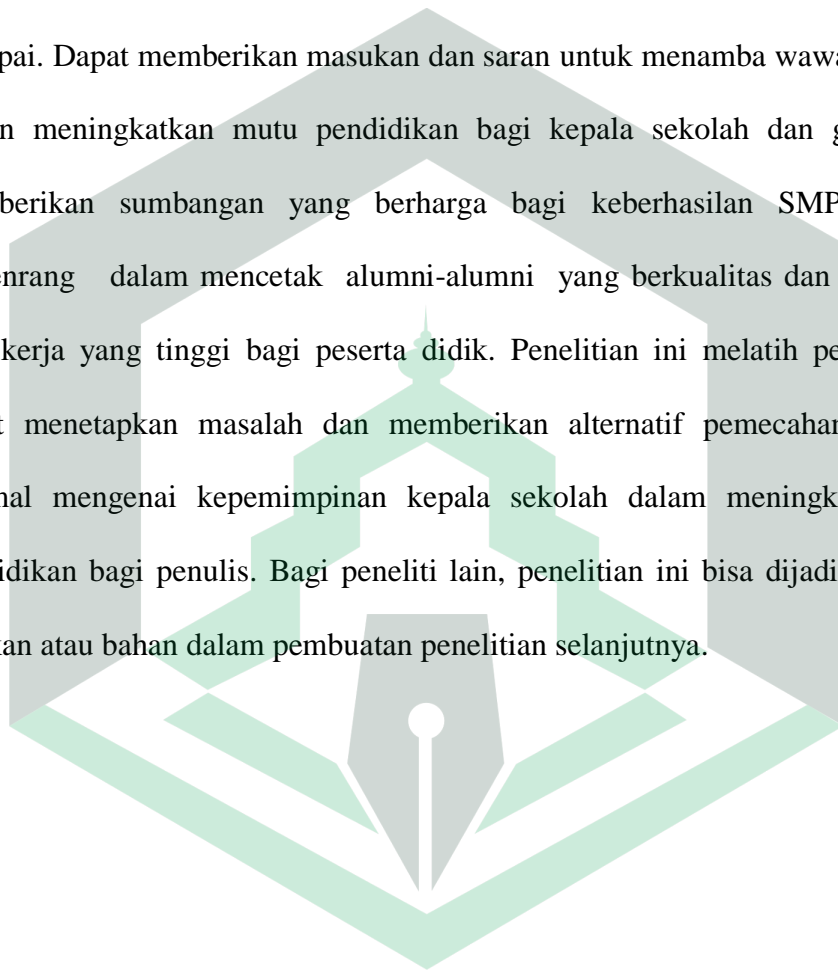 pai. Dapat memberikan masukan dan saran untuk menamba wawa
n meningkatkan mutu pendidikan bagi kepala sekolah dan g
berikan sumbangan yang berharga bagi keberhasilan SMP
enrang dalam mencetak alumni-alumni yang berkualitas dan
kerja yang tinggi bagi peserta didik. Penelitian ini melatih pe
t menetapkan masalah dan memberikan alternatif pemecahan
nal mengenai kepemimpinan kepala sekolah dalam meningk
idikan bagi penulis. Bagi peneliti lain, penelitian ini bisa dijadi
kan atau bahan dalam pembuatan penelitian selanjutnya.